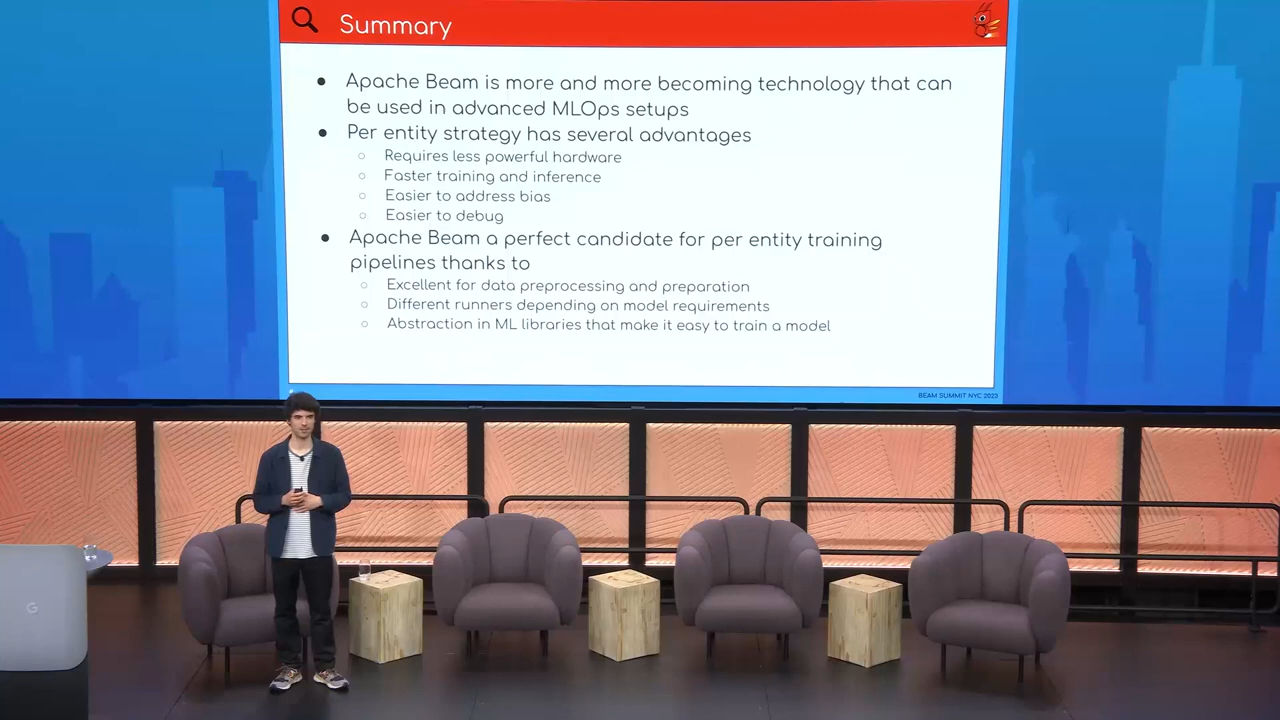 Summary
● Apache Beam is more and more becoming technology that can
be used in advanced MLOps setups
● Per entity strategy has several advantages
○ Requires less powerful hardware
○ Faster training and inference
○ Easier to address bias
○ Easier to debug
● Apache Beam a perfect candidate for per entity training
pipelines thanks to
○ Excellent for data preprocessing and preparation
○ Different runners depending on model requirements
○ Abstraction in ML libraries that make it easy to train a model
BEAM SUMMIT NYC 2023
G